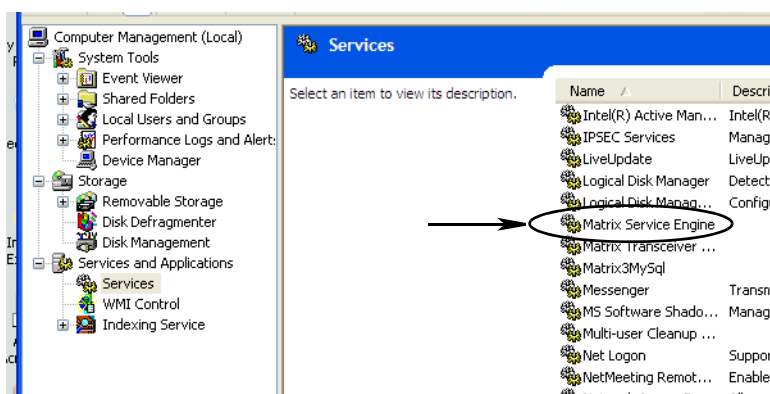 Computer Management (Local)
System Tools
Event Viewer
Shared Folders
Local Users and Groups
Performance Logs and Alert:
Device Manager
Storage
Removable Storage
Disk Defragmenter
Disk Management
Services and Applications
Services
WMI Control
Indexing Service
Services
Select an item to view its description.
Name Descri
Intel(R) Active Man... Intel(R
IPSEC Services Manag
LiveUpdate LiveUp
Logical Disk Manager Detect
Logical Disk Manag... Configu
Matrix Service Engine
Matrix Transceiver ...
Matrix3MySql
Messenger Transm
MS Software Shado... Manag
Multi-user Cleanup ...
Net Logon Suppor
NetMeeting Remot... Enable